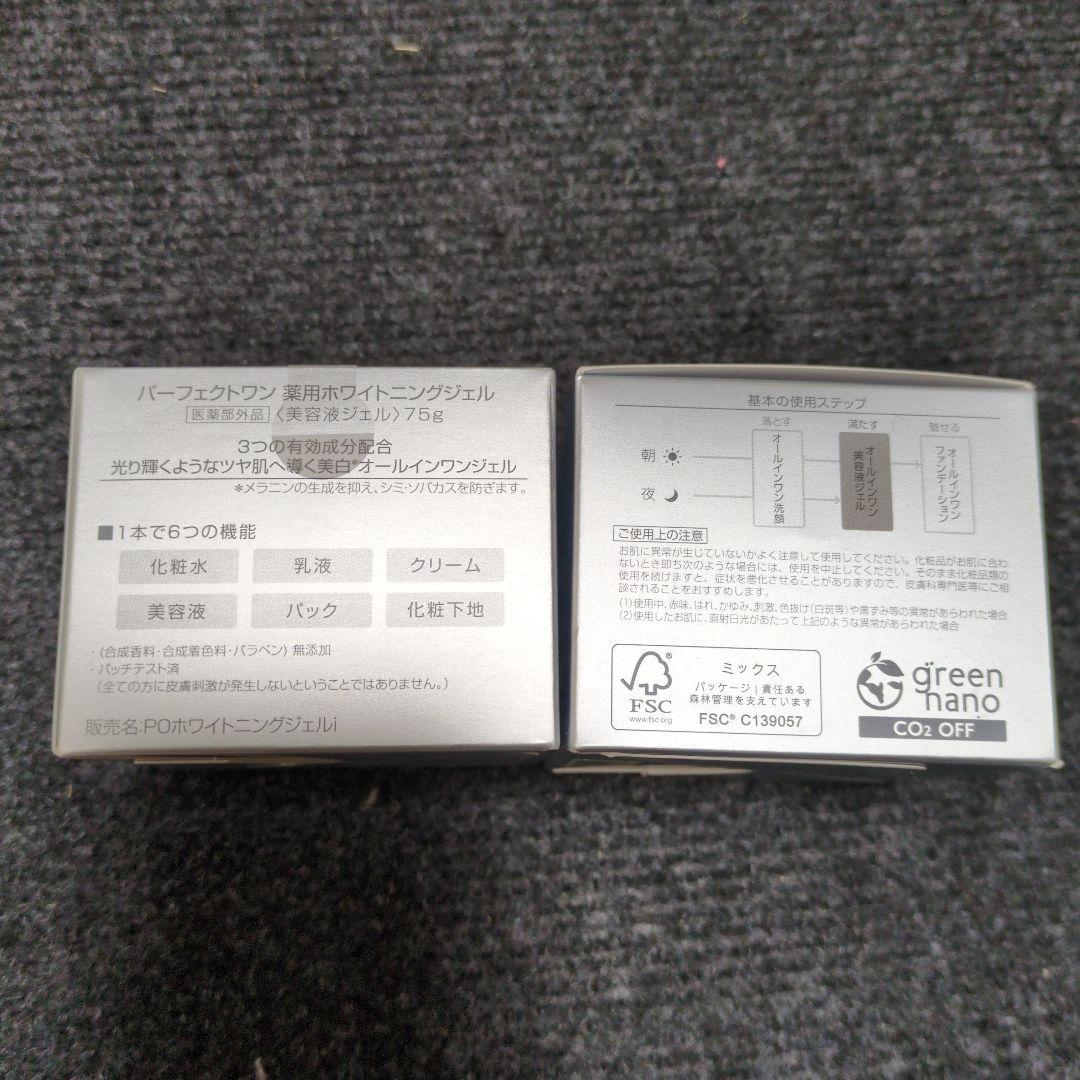 パーフェクトワン 薬用ホワイトニングジェル
医薬部外品 〈美容液ジェル〉75g
3つの有効成分配合
光り輝くようなツヤ肌へ導く美白*オールインワンジェル
*メラニンの生成を抑え、シミ・ソバカスを防ぎます。
■1本で6つの機能
化粧水 乳液 クリーム
美容液 パック 化粧下地
・(合成香料・合成着色料・パラベン) 無添加
・パッチテスト済
(全ての方に皮膚刺激が発生しないということではありません。)
販売名:POホワイトニングジェルi
基本の使用ステップ
落とす 満たす 魅せる
朝
夜
オールインワン洗顔
オールインワン
美容液ジェル
オールインワン
ファンデーション
ご使用上の注意
お肌に異常が生じていないかよく注意して使用してください。化粧品がお肌に合わ
ないとき即ち次のような場合には、使用を中止してください。そのまま化粧品類の
使用を続けますと、症状を悪化させることがありますので、皮膚科専門医等にご相
談されることをおすすめします。
(1)使用中、赤味、はれ、かゆみ、刺激、色抜け(白斑等)や黒ずみ等の異常があらわれた場合
(2)使用したお肌に、直射日光があたって上記のような異常があらわれた場合
FSC
www.fsc.org
ミックス
パッケージ|責任ある
森林管理を支えています
FSC® C139057
green
nano
CO2 OFF